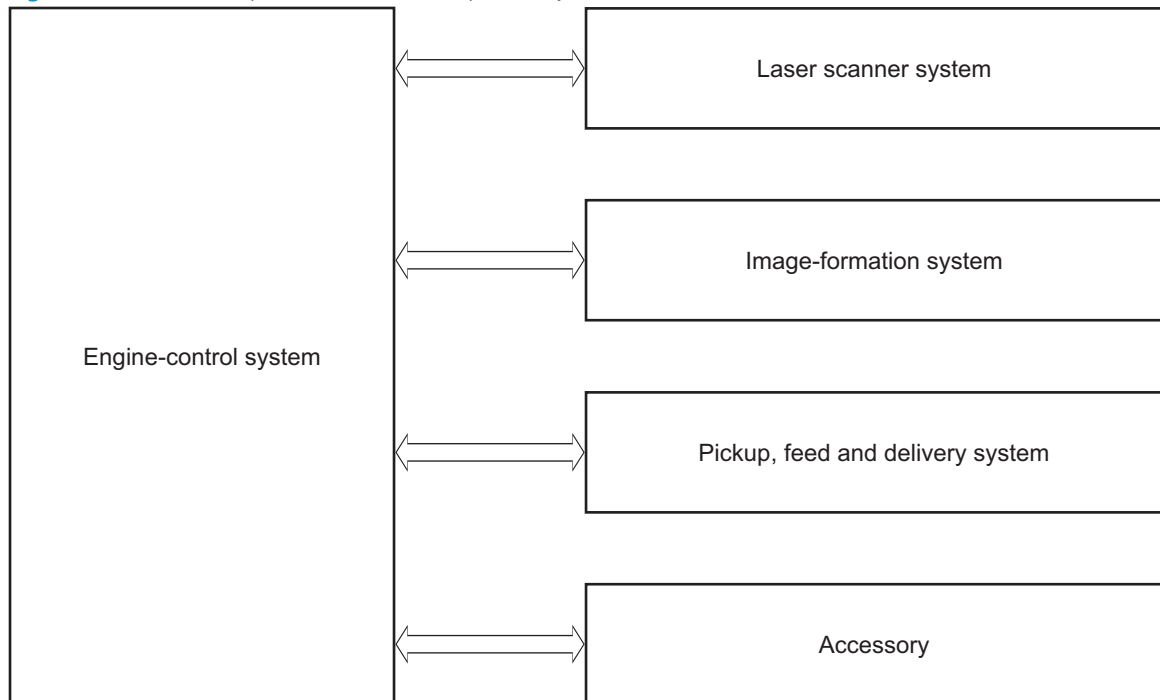 Engine-control system
Laser scanner system
Image-formation system
Pickup, feed and delivery system
Accessory